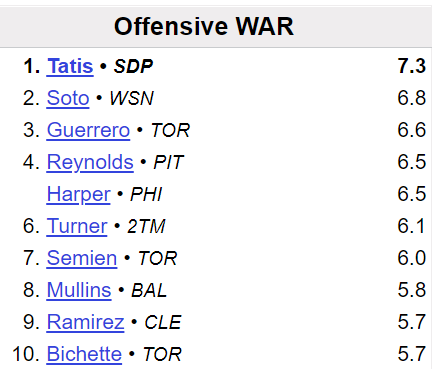 Offensive WAR
1. Tatis • SDP 7.3
2. Soto • WSN 6.8
3. Guerrero • TOR 6.6
4. Reynolds • PIT 6.5
Harper • PHI 6.5
6. Turner • 2TM 6.1
7. Semien • TOR 6.0
8. Mullins • BAL 5.8
9. Ramirez • CLE 5.7
10. Bichette • TOR 5.7